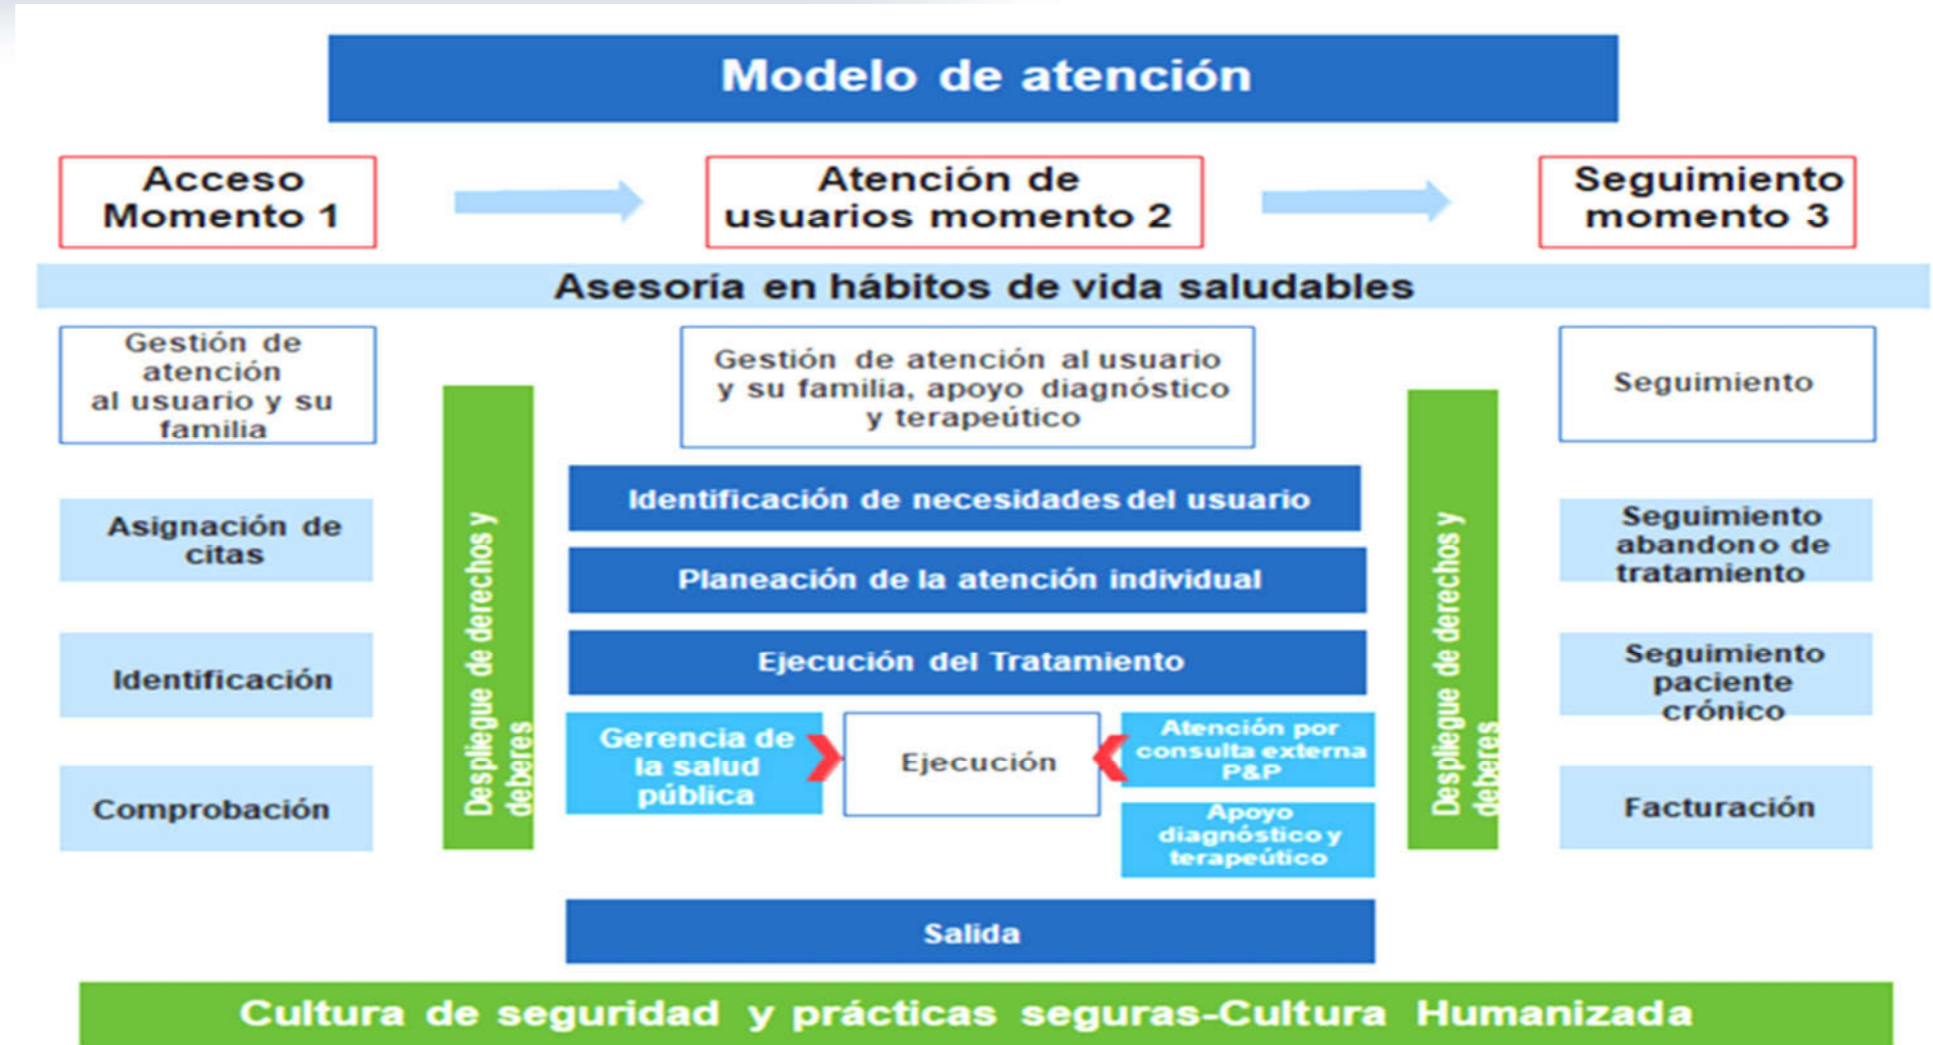 Modelo de atención
Acceso
Momento 1
Atención de
usuarios momento 2
Seguimiento
momento 3
Asesoría en hábitos de vida saludables
Gestión de
atención
al usuario y su
familia
Asignación de
citas
Identificación
Comprobación
Despliegue de derechos y
deberes
Gestión de atención al usuario
y su familia, apoyo diagnóstico
y terapeútico
Identificación de necesidades del usuario
Planeación de la atención individual
Ejecución del Tratamiento
Gerencia de
la salud
pública
Ejecución
Atención por
consulta externa
P&P
Apoyo
diagnóstico y
terapeútico
Salida
Despliegue de derechos y
deberes
Seguimiento
Seguimiento
abandono de
tratamiento
Seguimiento
paciente
crónico
Facturación
Cultura de seguridad y prácticas seguras-Cultura Humanizada